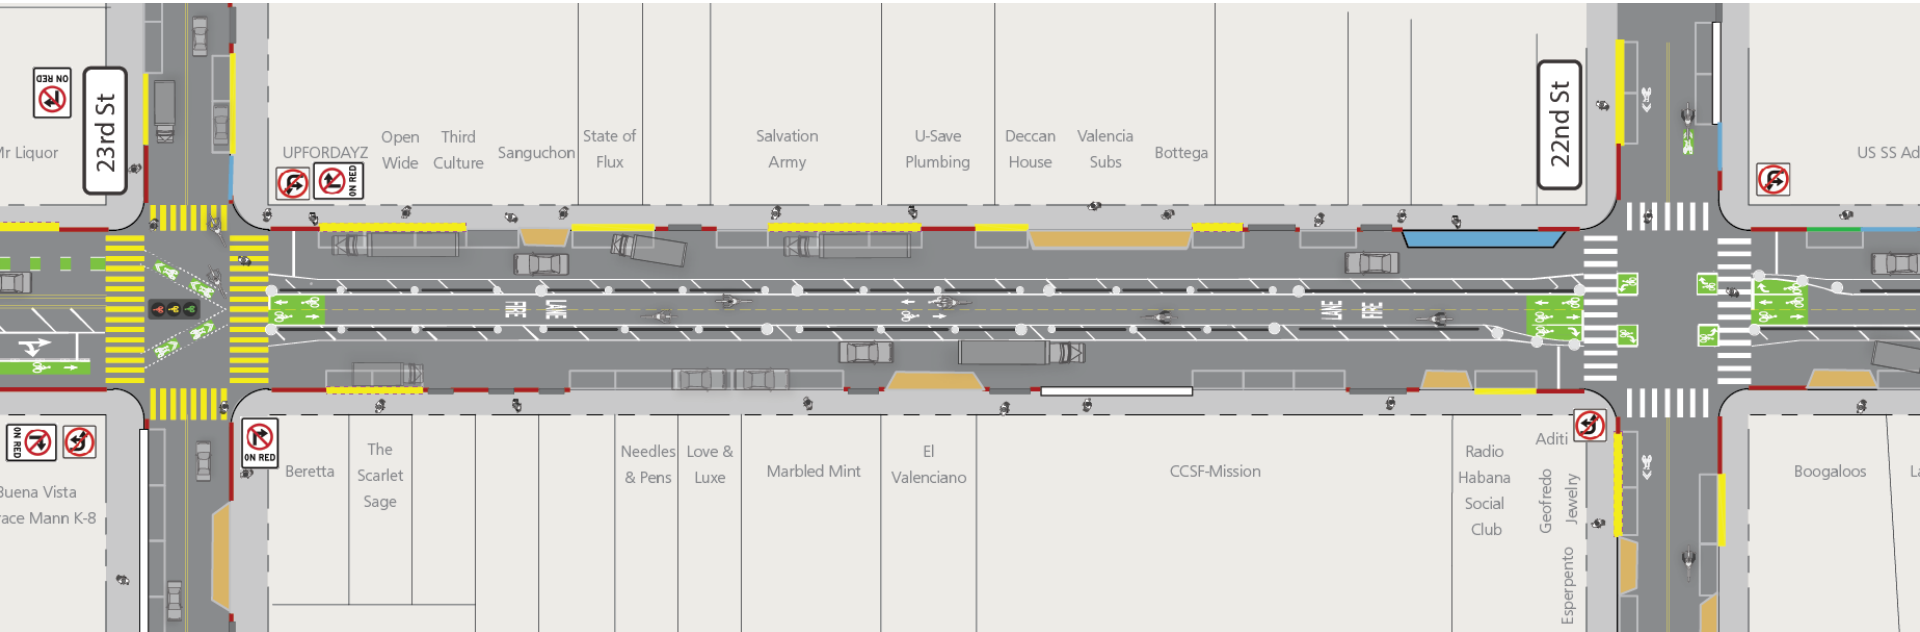 ON RED
23rd St
Mr Liquor
UPFORDAYZ
ON RED
Open
Wide
Third
Culture
Sanguchon
State of
Flux
Salvation
Army
U-Save
Plumbing
Deccan
House
Valencia
Subs
Bottega
22nd St
US SS Ad
FIRE
LANE
LANE
FIRE
ON RED
Buena Vista
race Mann K-8
ON RED
Beretta
The
Scarlet
Sage
Needles
& Pens
Love &
Luxe
Marbled Mint
El
Valenciano
CCSF-Mission
Radio
Habana
Social
Club
Aditi
Geofredo
Jewelry
Esperpento
Boogaloos